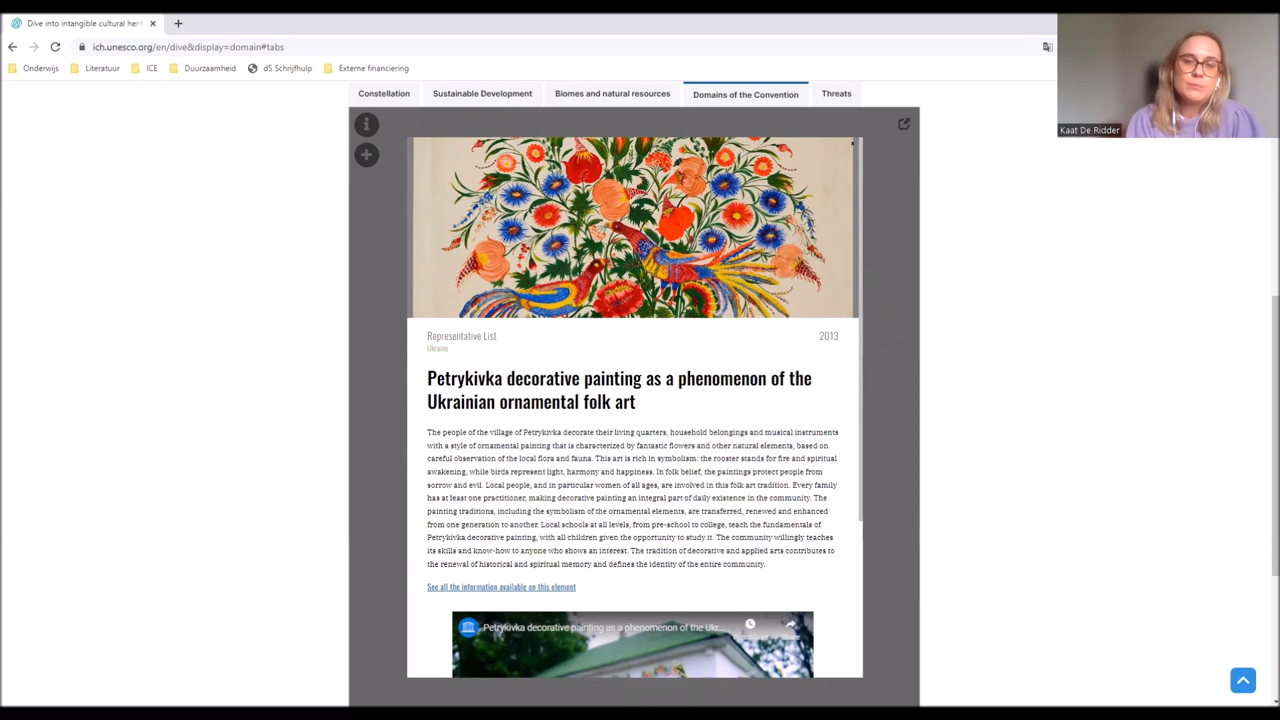 Dive into intangible cultural heri
ich.unesco.org/en/dive&display=domain#tabs
Onderwijs
Literatuur
ICE
Duurzaamheid
dS Schrijfhulp
Externe financiering
Kaat De Ridder
Constellation
Sustainable Development
Biomes and natural resources
Domains of the Convention
Threats
Representative List
2013
Ukraine
Petrykivka decorative painting as a phenomenon of the
Ukrainian ornamental folk art
The people of the village of Petrykivka decorate their living quarters, household belongings and musical instruments
with a style of ornamental painting that is characterized by fantastic flowers and other natural elements, based on
careful observation of the local flora and fauna. This art is rich in symbolism: the rooster stands for fire and spiritual
awakening, while birds represent light, harmony and happiness. In folk belief, the paintings protect people from
sorrow and evil. Local people, and in particular women of all ages, are involved in this folk art tradition. Every family
has at least one practitioner, making decorative painting an integral part of daily existence in the community. The
painting traditions, including the symbolism of the ornamental elements, are transferred, renewed and enhanced
from one generation to another. Local schools at all levels, from pre-school to college, teach the fundamentals of
Petrykivka decorative painting, with all children given the opportunity to study it. The community willingly teaches
its skills and know-how to anyone who shows an interest. The tradition of decorative and applied arts contributes to
the renewal of historical and spiritual memory and defines the identity of the entire community.
See all the information available on this element
Petrykivka decorative painting as a phenomenon of the Ukr...